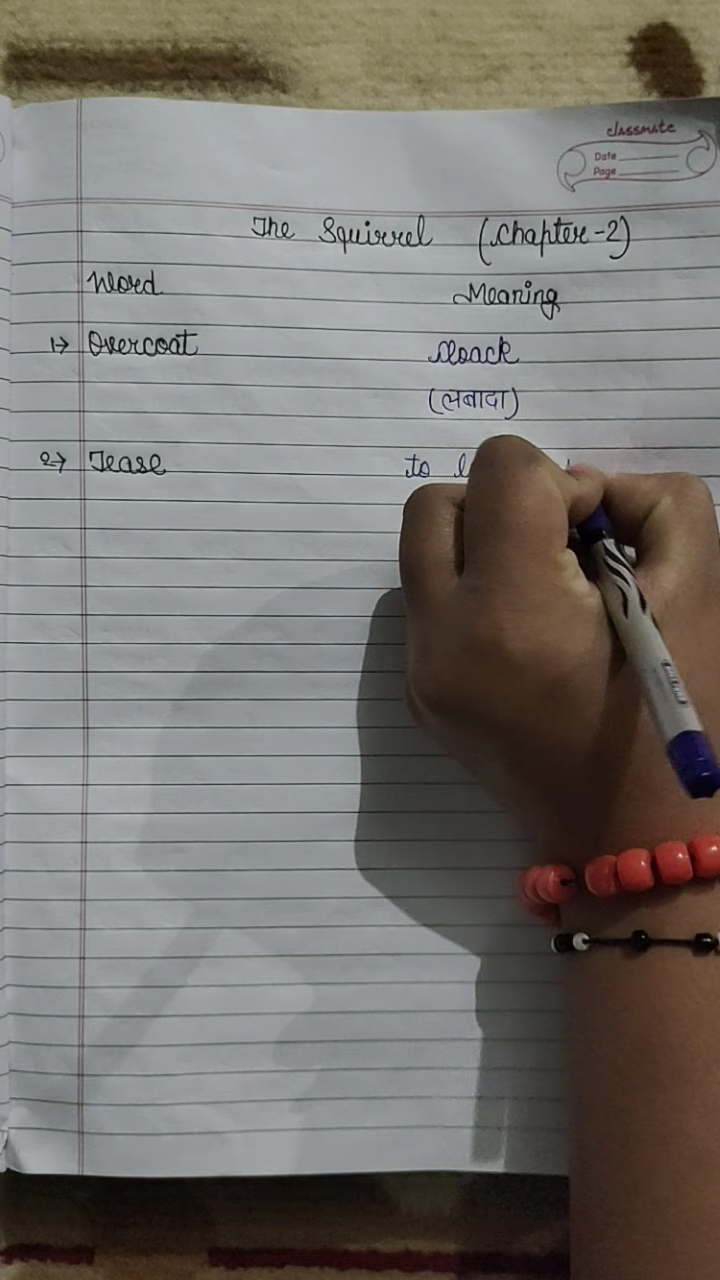 classmate
Date
Page
The Squirrel (Chapter-2)
Word Meaning
1→ Overcoat Cloack
(लबादा)
2→ Tease to